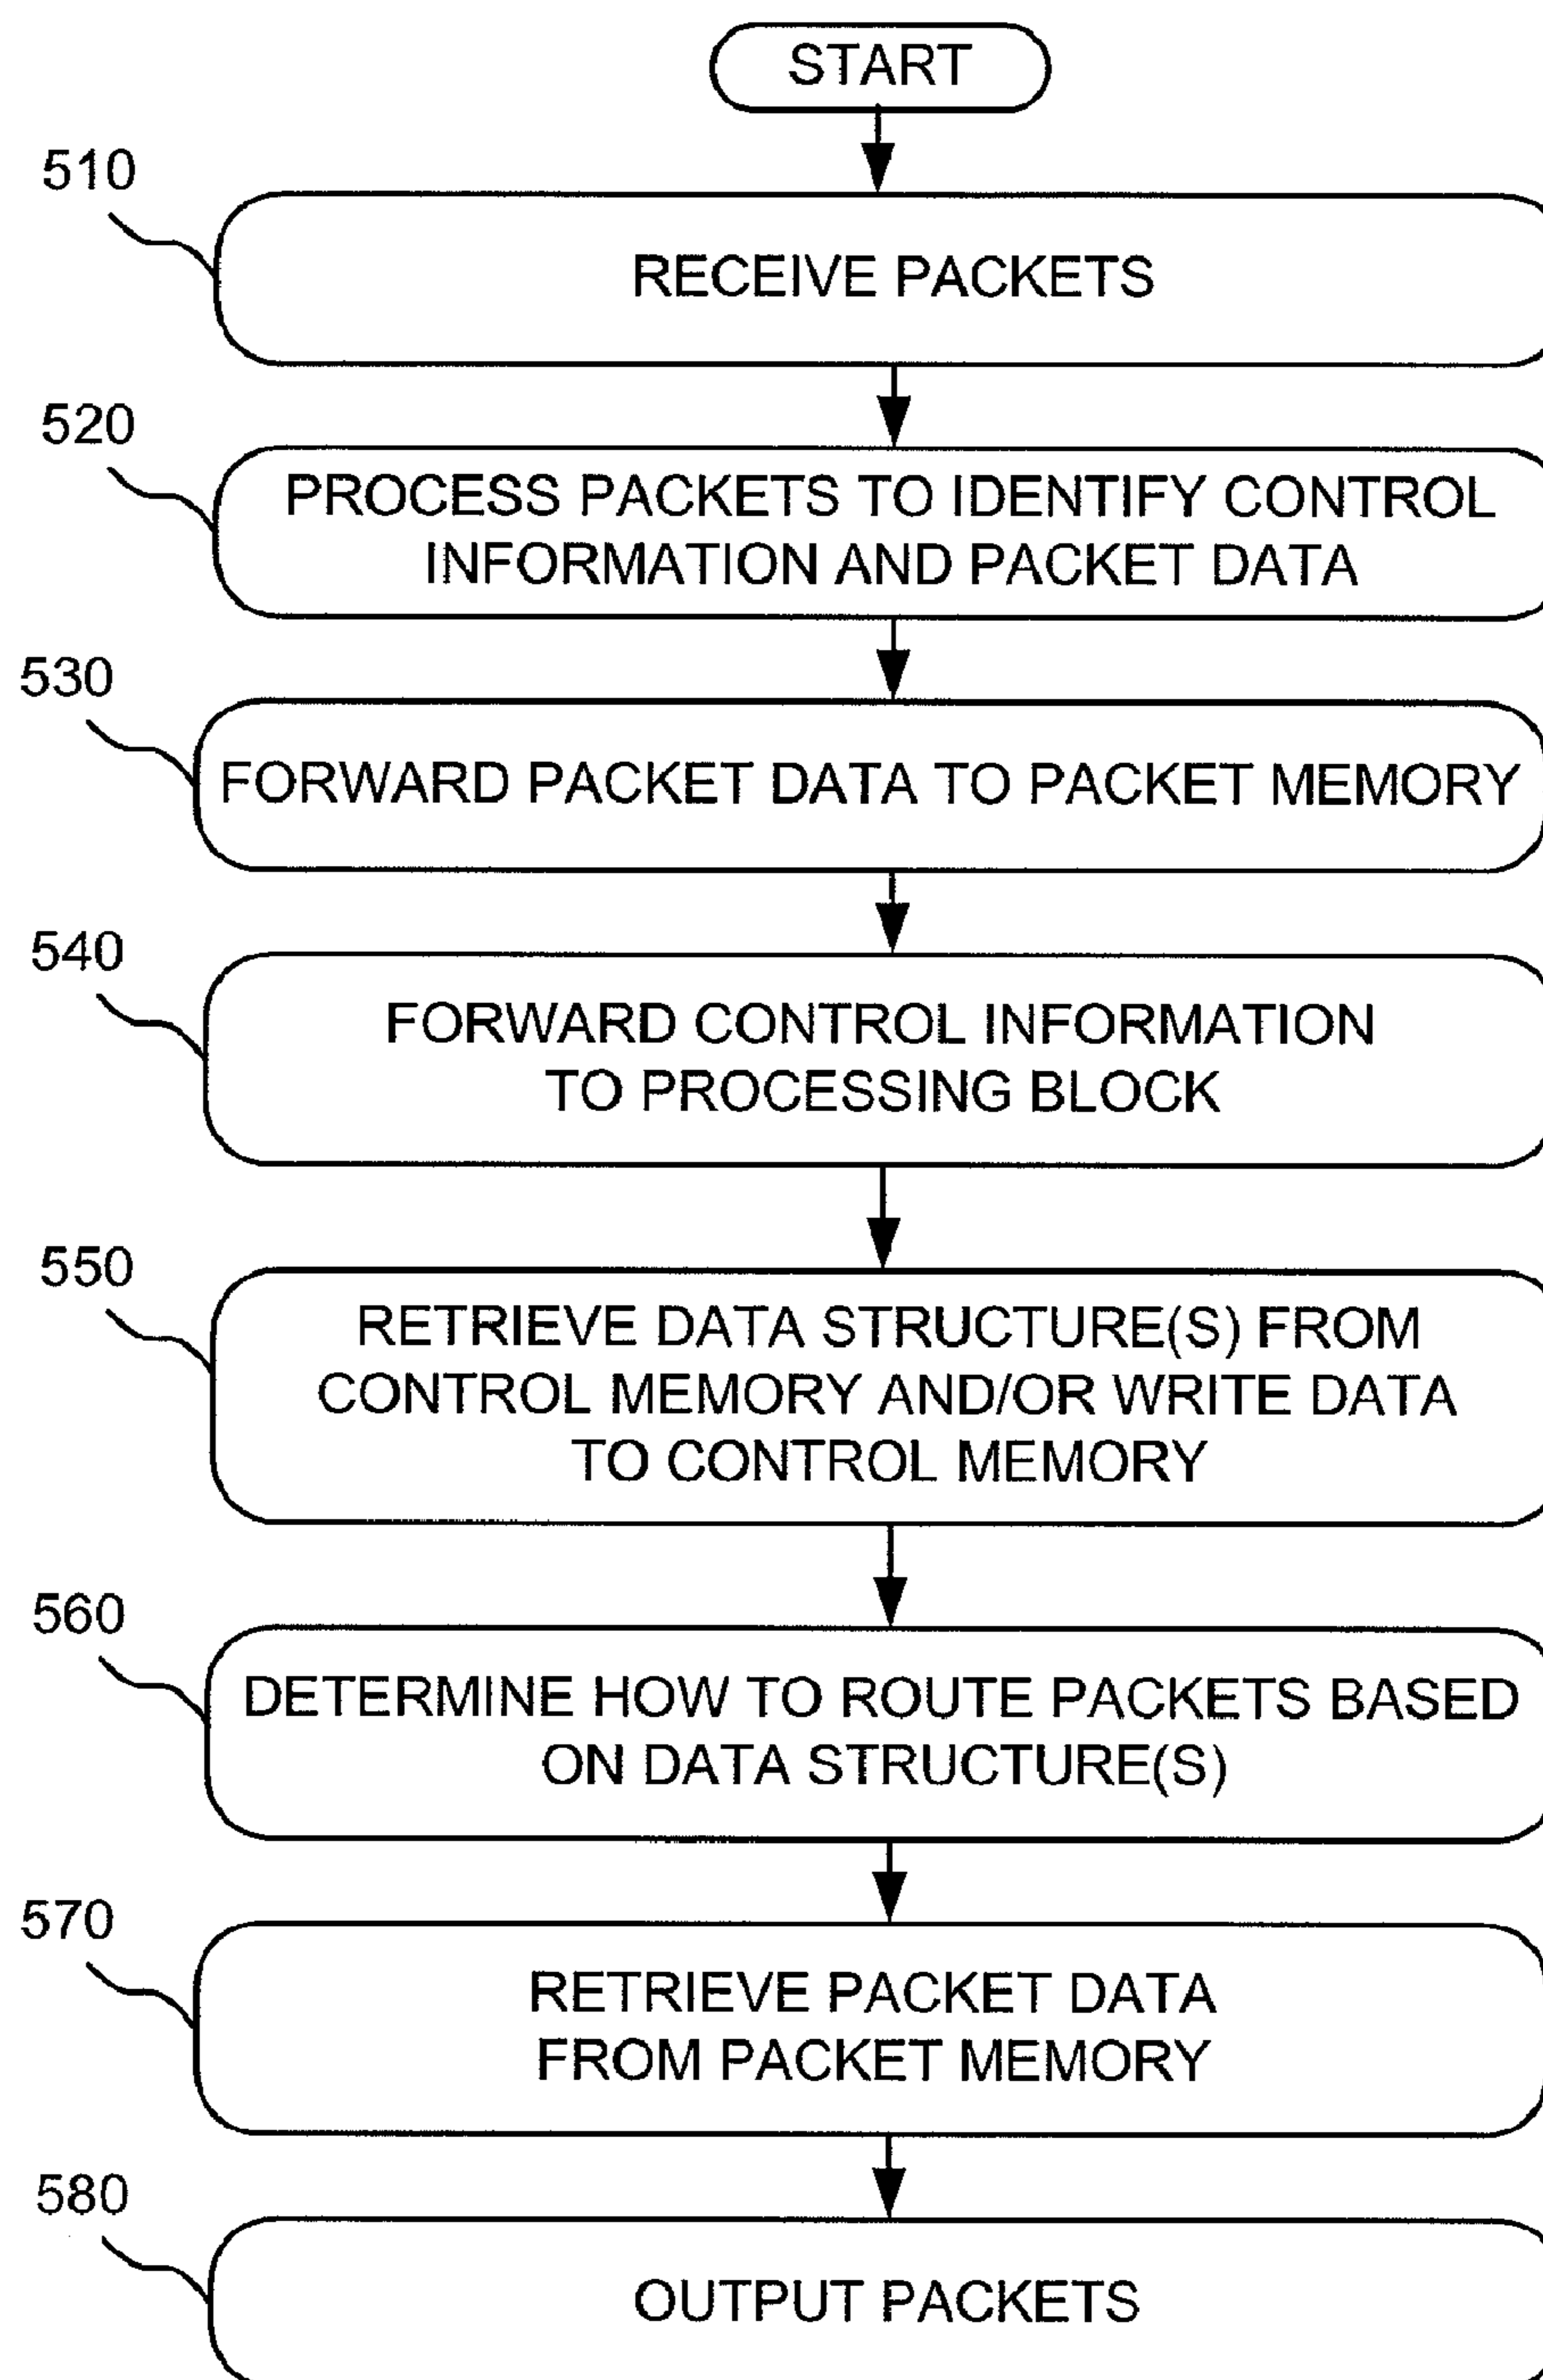 START
510
RECEIVE PACKETS
520
PROCESS PACKETS TO IDENTIFY CONTROL
INFORMATION AND PACKET DATA
530
FORWARD PACKET DATA TO PACKET MEMORY
540
FORWARD CONTROL INFORMATION
TO PROCESSING BLOCK
550
RETRIEVE DATA STRUCTURE(S) FROM
CONTROL MEMORY AND/OR WRITE DATA
TO CONTROL MEMORY
560
DETERMINE HOW TO ROUTE PACKETS BASED
ON DATA STRUCTURE(S)
570
RETRIEVE PACKET DATA
FROM PACKET MEMORY
580
OUTPUT PACKETS